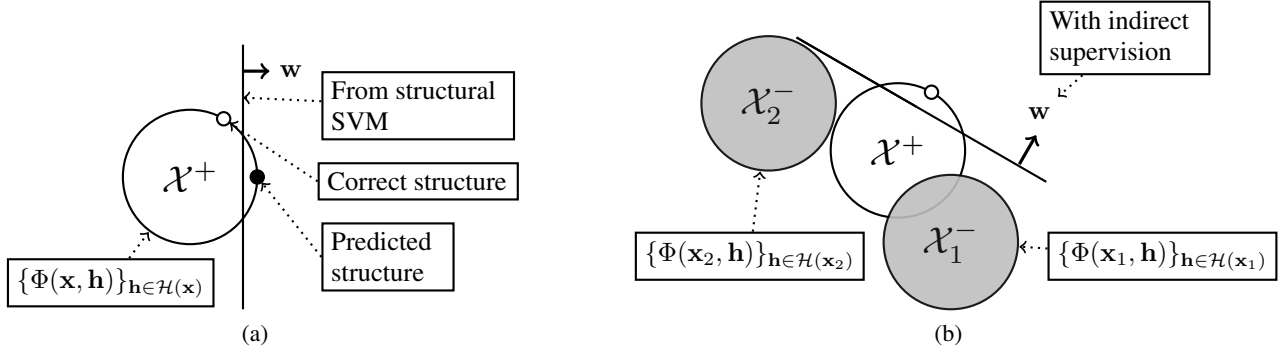 w
From structural
SVM
𝒳⁺
Correct structure
Predicted
structure
{Φ(x, h)}h∈ℋ(x)
(a)
With indirect
supervision
𝒳₂⁻
w
𝒳⁺
𝒳₁⁻
{Φ(x₂, h)}h∈ℋ(x₂)
{Φ(x₁, h)}h∈ℋ(x₁)
(b)